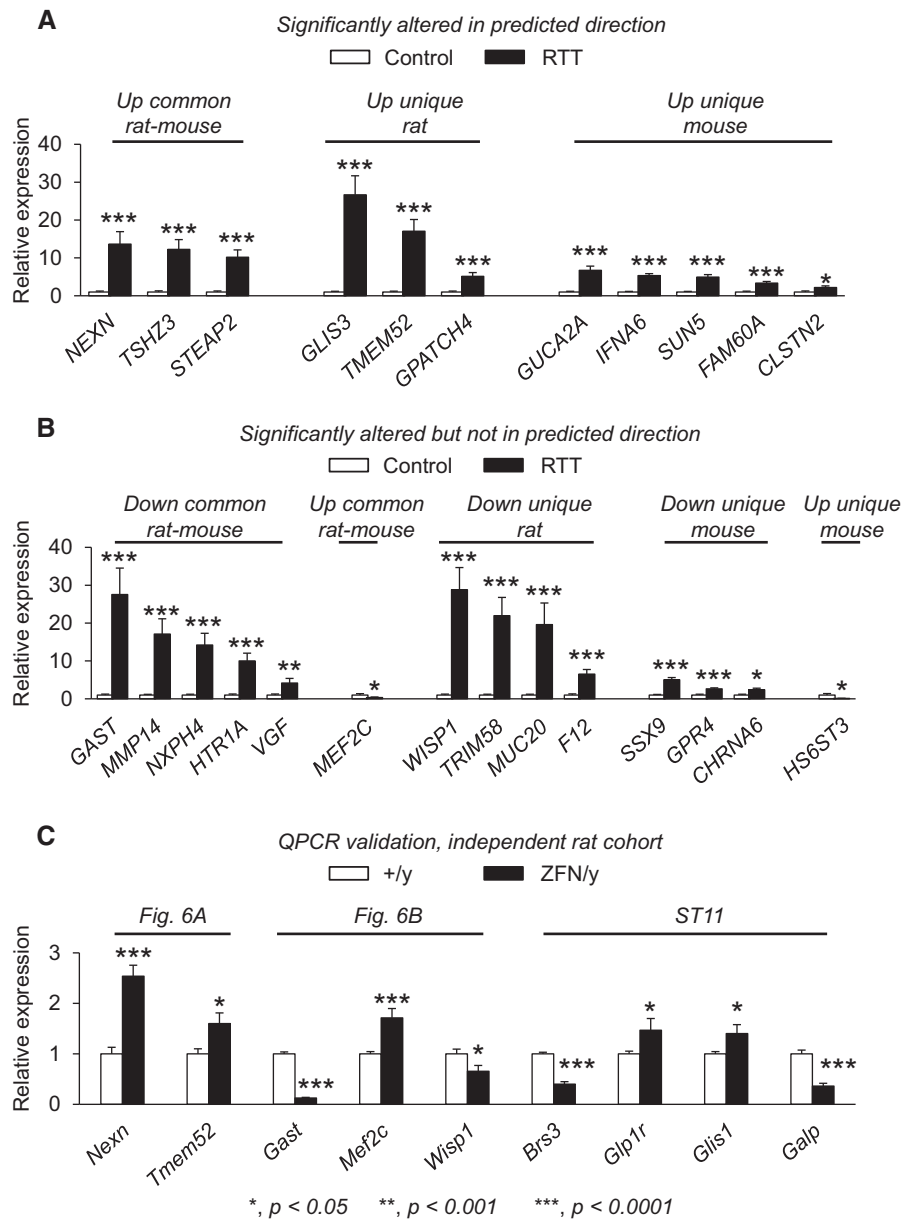 A
Significantly altered in predicted direction
Control RTT
Up common rat-mouse
Up unique rat
Up unique mouse
Relative expression
40
30
20
10
0
***
***
***
***
***
***
***
***
***
***
*
NEXN
TSHZ3
STEAP2
GLIS3
TMEM52
GPATCH4
GUCA2A
IFNA6
SUN5
FAM60A
CLSTN2
B
Significantly altered but not in predicted direction
Control RTT
Down common rat-mouse
Up common rat-mouse
Down unique rat
Down unique mouse
Up unique mouse
Relative expression
40
30
20
10
0
***
***
***
***
**
*
***
***
***
***
***
***
*
*
GAST
MMP14
NXPH4
HTR1A
VGF
MEF2C
WISP1
TRIM58
MUC20
F12
SSX9
GPR4
CHRNA6
HS6ST3
C
QPCR validation, independent rat cohort
+/y ZFN/y
Fig. 6A
Fig. 6B
ST11
Relative expression
3
2
1
0
***
*
***
***
*
***
*
*
***
Nexn
Tmem52
Gast
Mef2c
Wisp1
Brs3
Glp1r
Glis1
Galp
*, p < 0.05 **, p < 0.001 ***, p < 0.0001